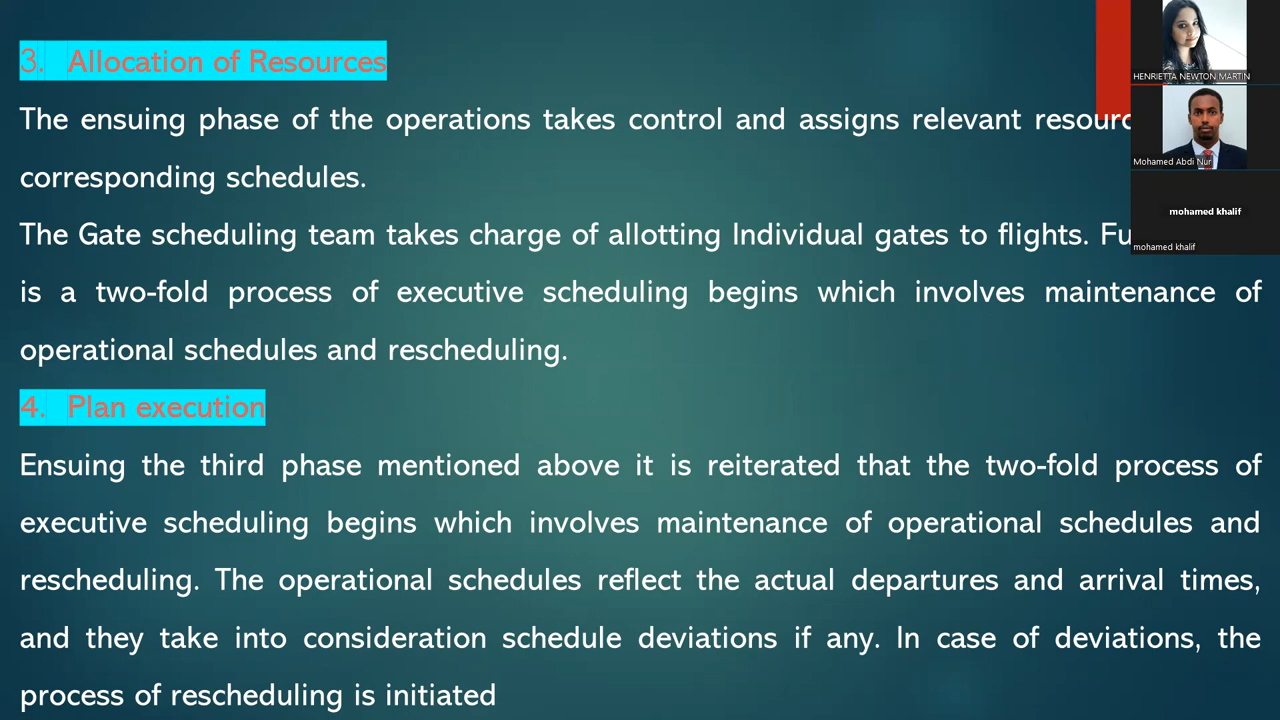 3. Allocation of Resources
The ensuing phase of the operations takes control and assigns relevant
corresponding schedules.
The Gate scheduling team takes charge of allotting Individual gates to flights.
is a two-fold process of executive scheduling begins which involves maintenance of
operational schedules and rescheduling.
4. Plan execution
Ensuing the third phase mentioned above it is reiterated that the two-fold process of
executive scheduling begins which involves maintenance of operational schedules and
rescheduling. The operational schedules reflect the actual departures and arrival times,
and they take into consideration schedule deviations if any. In case of deviations, the
process of rescheduling is initiated
HENRIETTA NEWTON MARTIN
Mohamed Abdi Nur
mohamed khalif
mohamed khalif